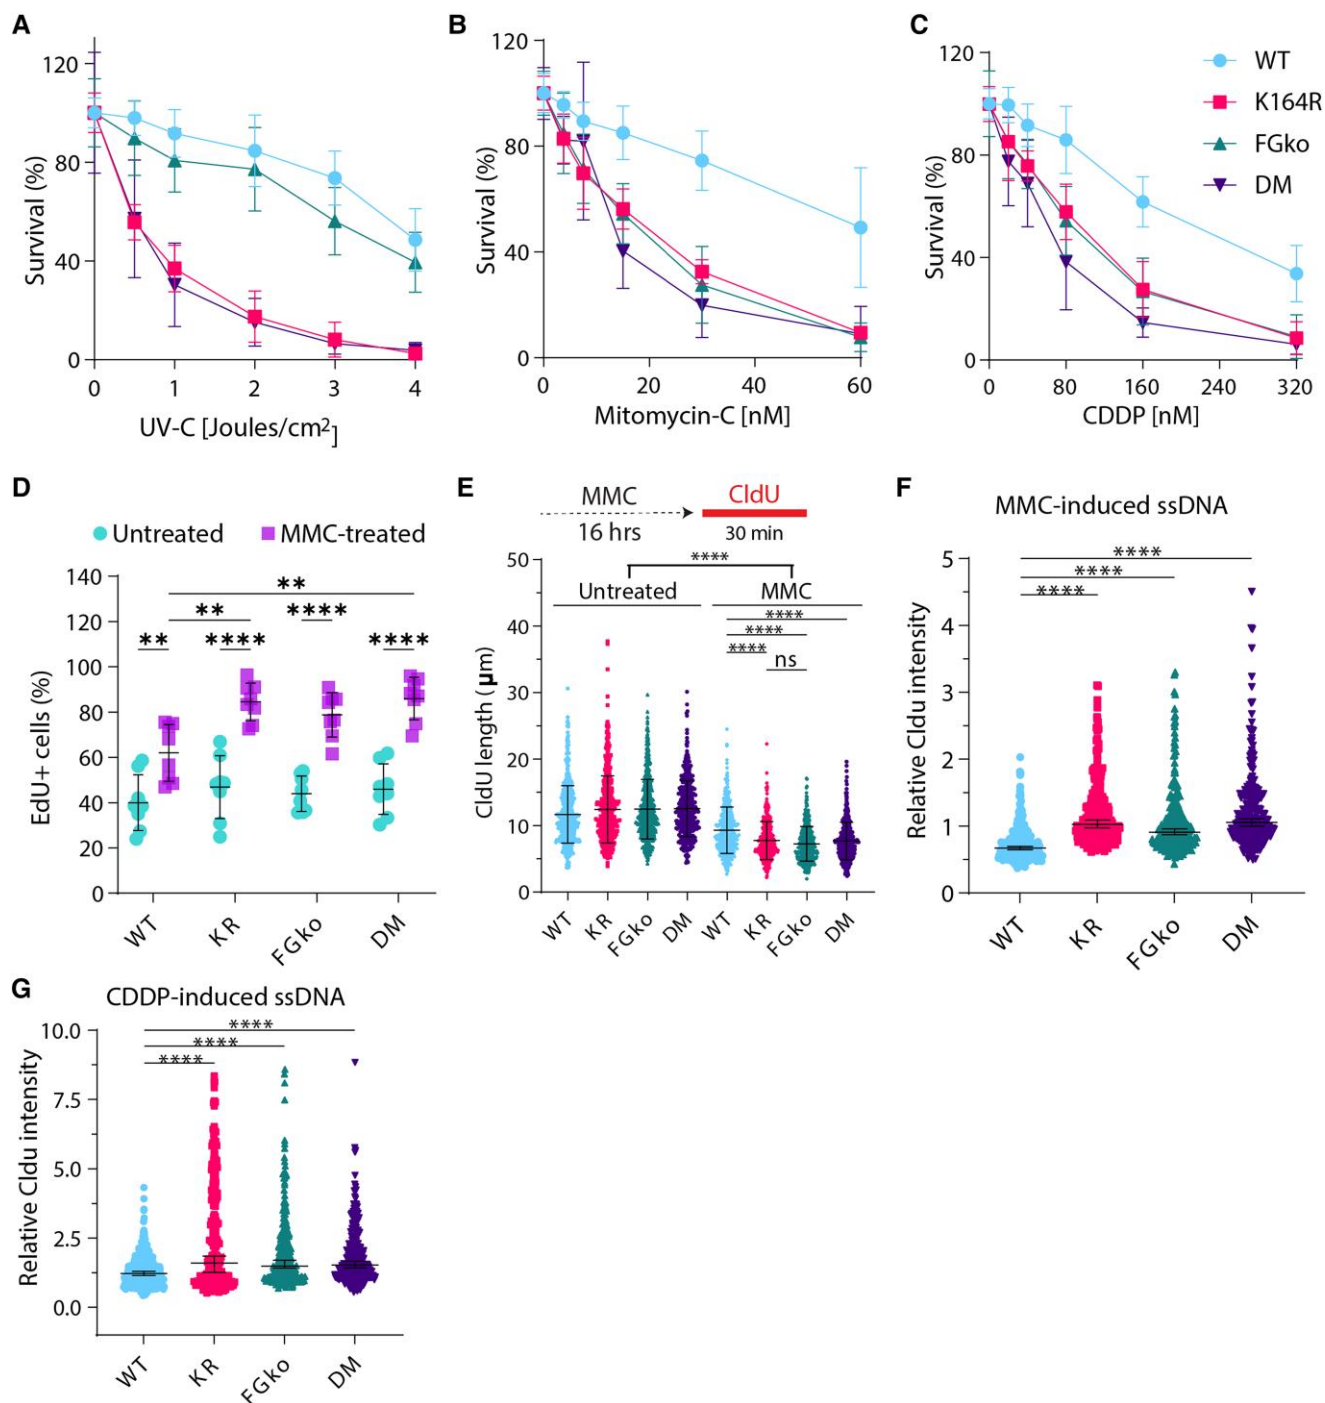 A
B
C
120
80
40
0
Survival (%)
0 1 2 3 4
UV-C [Joules/cm2]
120
80
40
0
Survival (%)
0 20 40 60
Mitomycin-C [nM]
120
80
40
0
Survival (%)
0 80 160 240 320
CDDP [nM]
WT
K164R
FGko
DM
D
Untreated MMC-treated
140
120
100
80
60
40
20
0
EdU+ cells (%)
**
**
** **** **** ****
WT KR FGko DM
E
MMC CldU
16 hrs 30 min
50
40
30
20
10
0
CldU length (µm)
****
Untreated MMC
****
****
****
ns
WT KR FGko DM WT KR FGko DM
F
MMC-induced ssDNA
5
4
3
2
1
0
Relative Cldu intensity
****
****
****
WT KR FGko DM
G
CDDP-induced ssDNA
10.0
7.5
5.0
2.5
0.0
Relative Cldu intensity
****
****
****
WT KR FGko DM